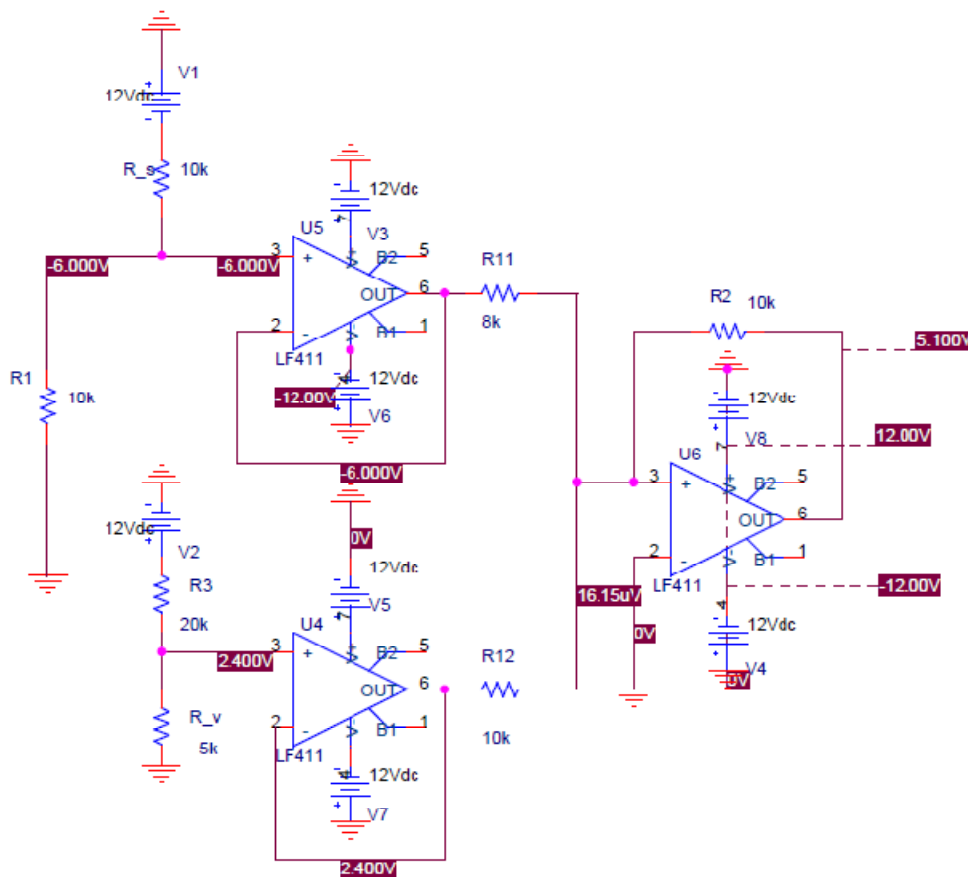 V1
12Vdc
R_s 10k
12Vdc
U5
V3
3 + V+ B2 5
-6.000V
-6.000V
OUT 6
2 - V- B1 1
LF411
4
12Vdc
-12.00V
V6
-6.000V
R1
10k
R11
8k
R2
10k
5.100V
12Vdc
V8
12.00V
7
U6
3 + V+ B2 5
OUT 6
2 - V- B1 1
LF411
16.15uV
0V
-12.00V
4
12Vdc
V4
0V
12Vdc
V2
R3
20k
0V
12Vdc
V5
7
U4
3 + V+ B2 5
2.400V
OUT 6
2 - V- B1 1
LF411
R_v
5k
4
12Vdc
V7
2.400V
R12
10k